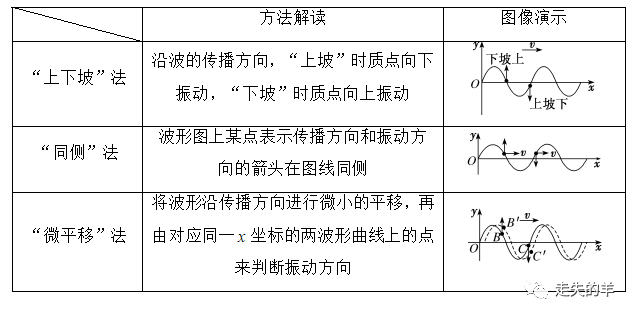 方法解读 图像演示
“上下坡”法
沿波的传播方向，“上坡”时质点向下
振动，“下坡”时质点向上振动
y v
下坡上
O x
上坡下
“同侧”法
波形图上某点表示传播方向和振动方
向的箭头在图线同侧
y
v v
O x
“微平移”法
将波形沿传播方向进行微小的平移，再
由对应同一x坐标的两波形曲线上的点
来判断振动方向
y B′ v
B
O C x
C′
走失的羊